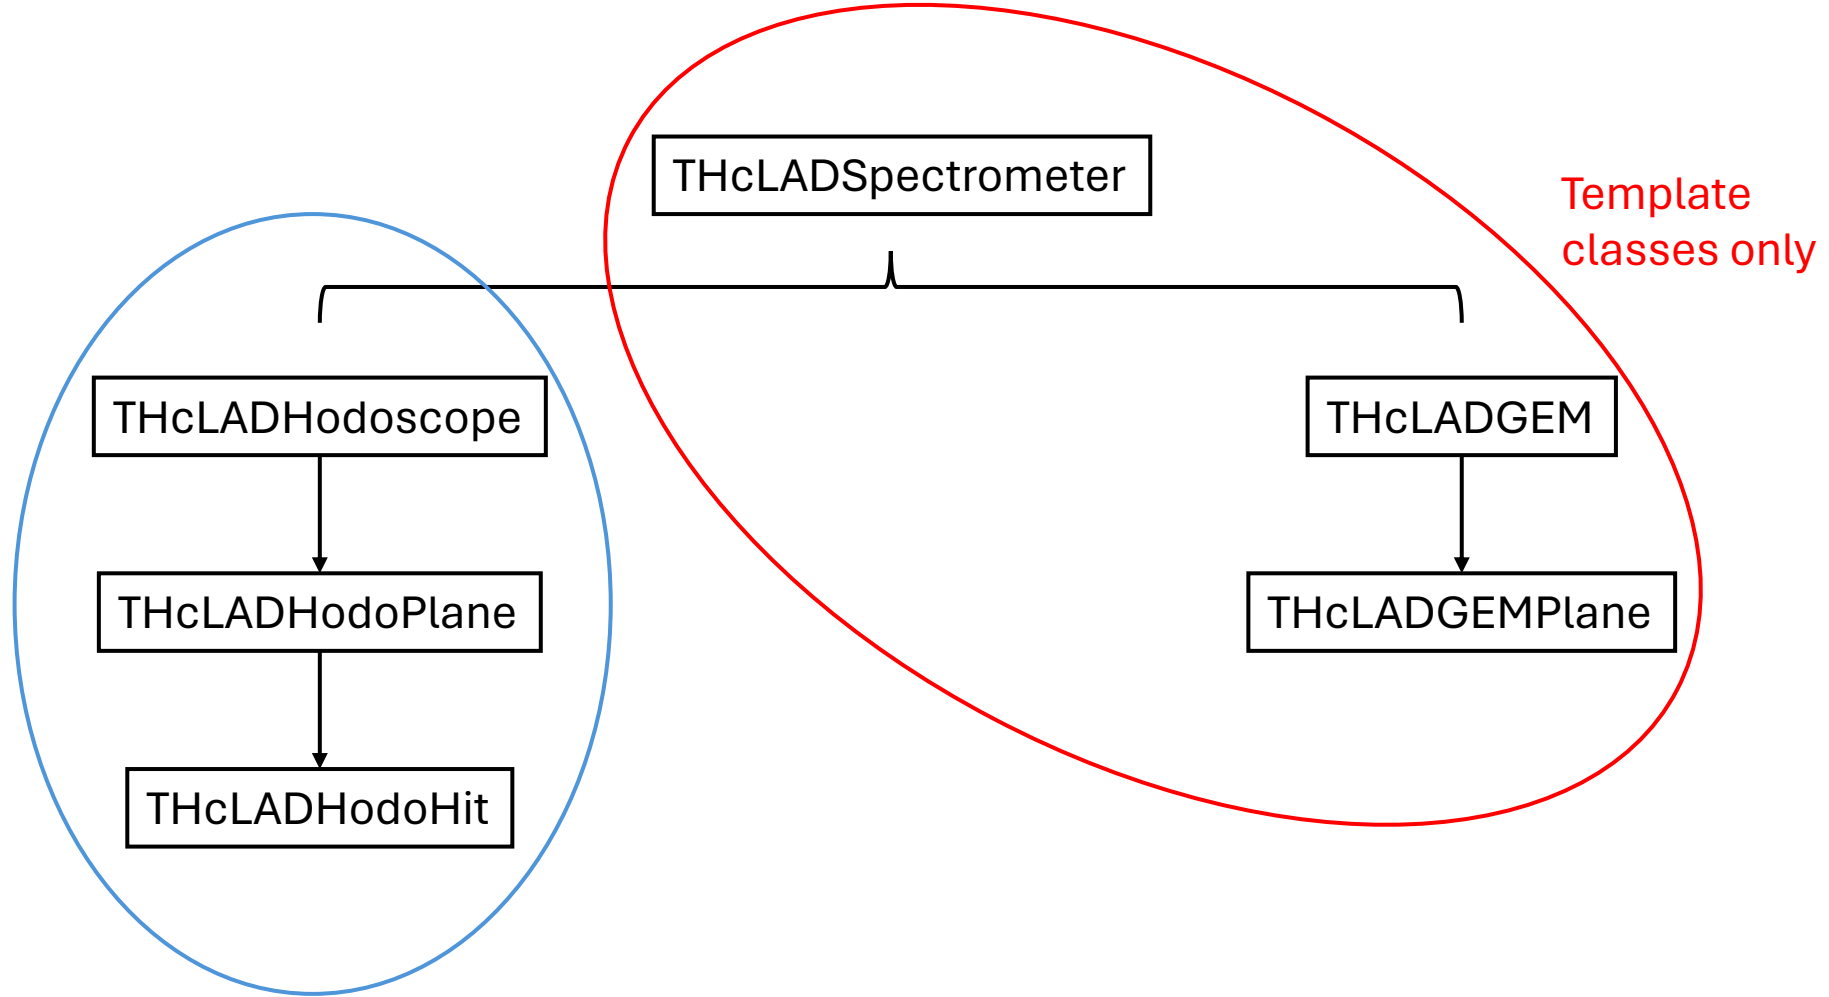 THcLADSpectrometer
Template
classes only
THcLADHodoscope
THcLADGEM
THcLADHodoPlane
THcLADGEMPlane
THcLADHodoHit